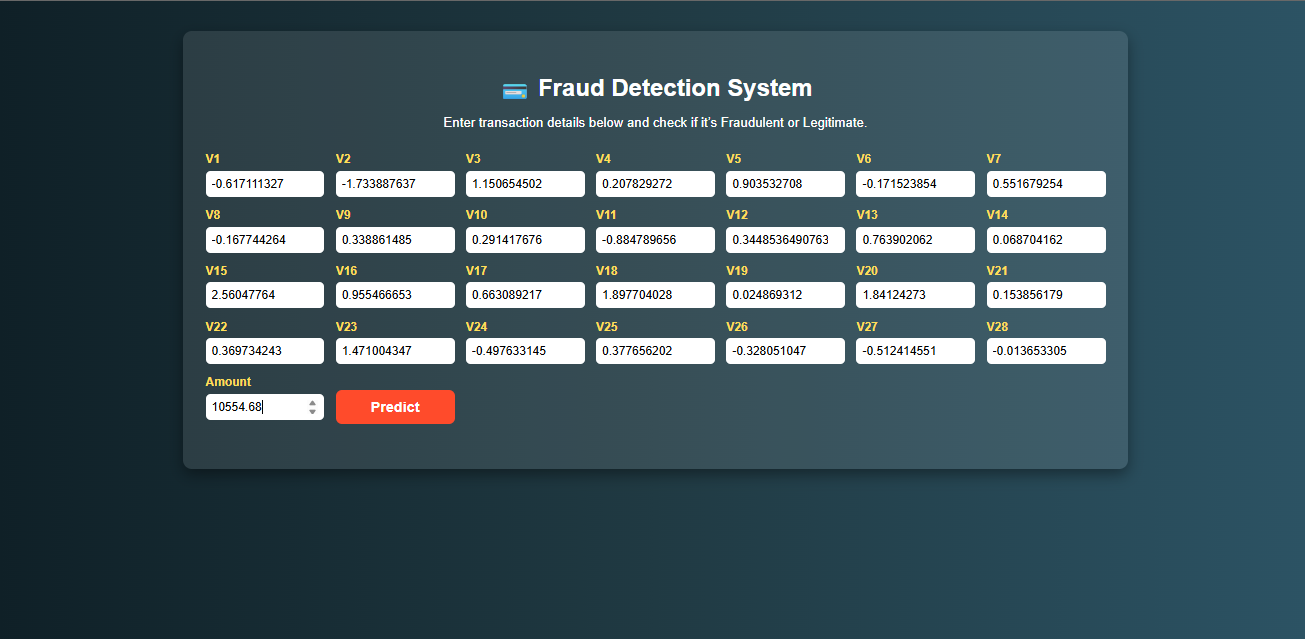 Fraud Detection System
Enter transaction details below and check if it's Fraudulent or Legitimate.
V1 V2 V3 V4 V5 V6 V7
-0.617111327 -1.733887637 1.150654502 0.207829272 0.903532708 -0.171523854 0.551679254
V8 V9 V10 V11 V12 V13 V14
-0.167744264 0.338861485 0.291417676 -0.884789656 0.3448536490763 0.763902062 0.068704162
V15 V16 V17 V18 V19 V20 V21
2.56047764 0.955466653 0.663089217 1.897704028 0.024869312 1.84124273 0.153856179
V22 V23 V24 V25 V26 V27 V28
0.369734243 1.471004347 -0.497633145 0.377656202 -0.328051047 -0.512414551 -0.013653305
Amount
10554.68 Predict